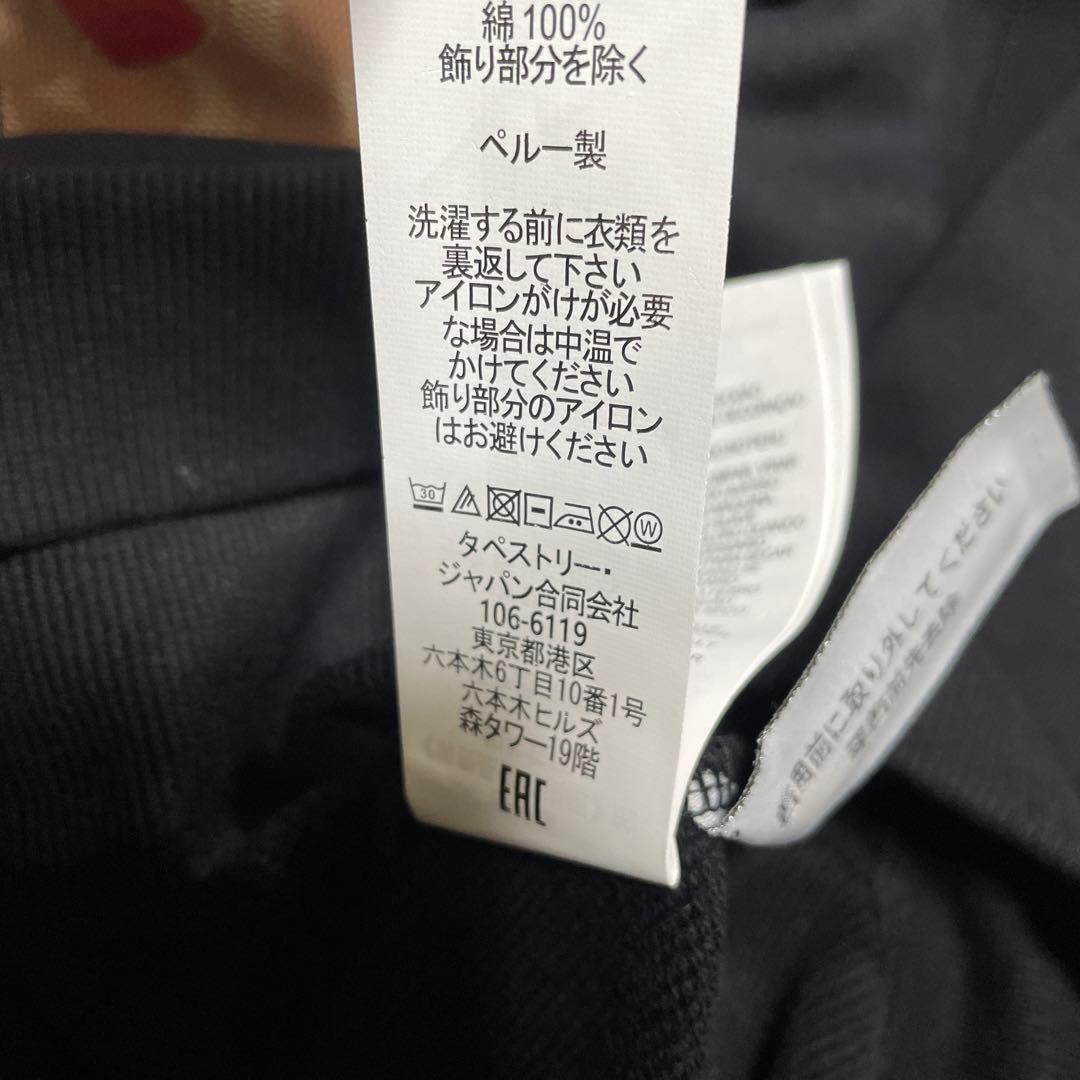 綿 100%
飾り部分を除く
ペルー製
洗濯する前に衣類を
裏返して下さい
アイロンがけが必要
な場合は中温で
かけてください
飾り部分のアイロン
はお避けください
30
W
タペストリー・
ジャパン合同会社
106-6119
東京都港区
六本木6丁目10番1号
六本木ヒルズ
森タワー19階
EAC
着用前に取り外してください